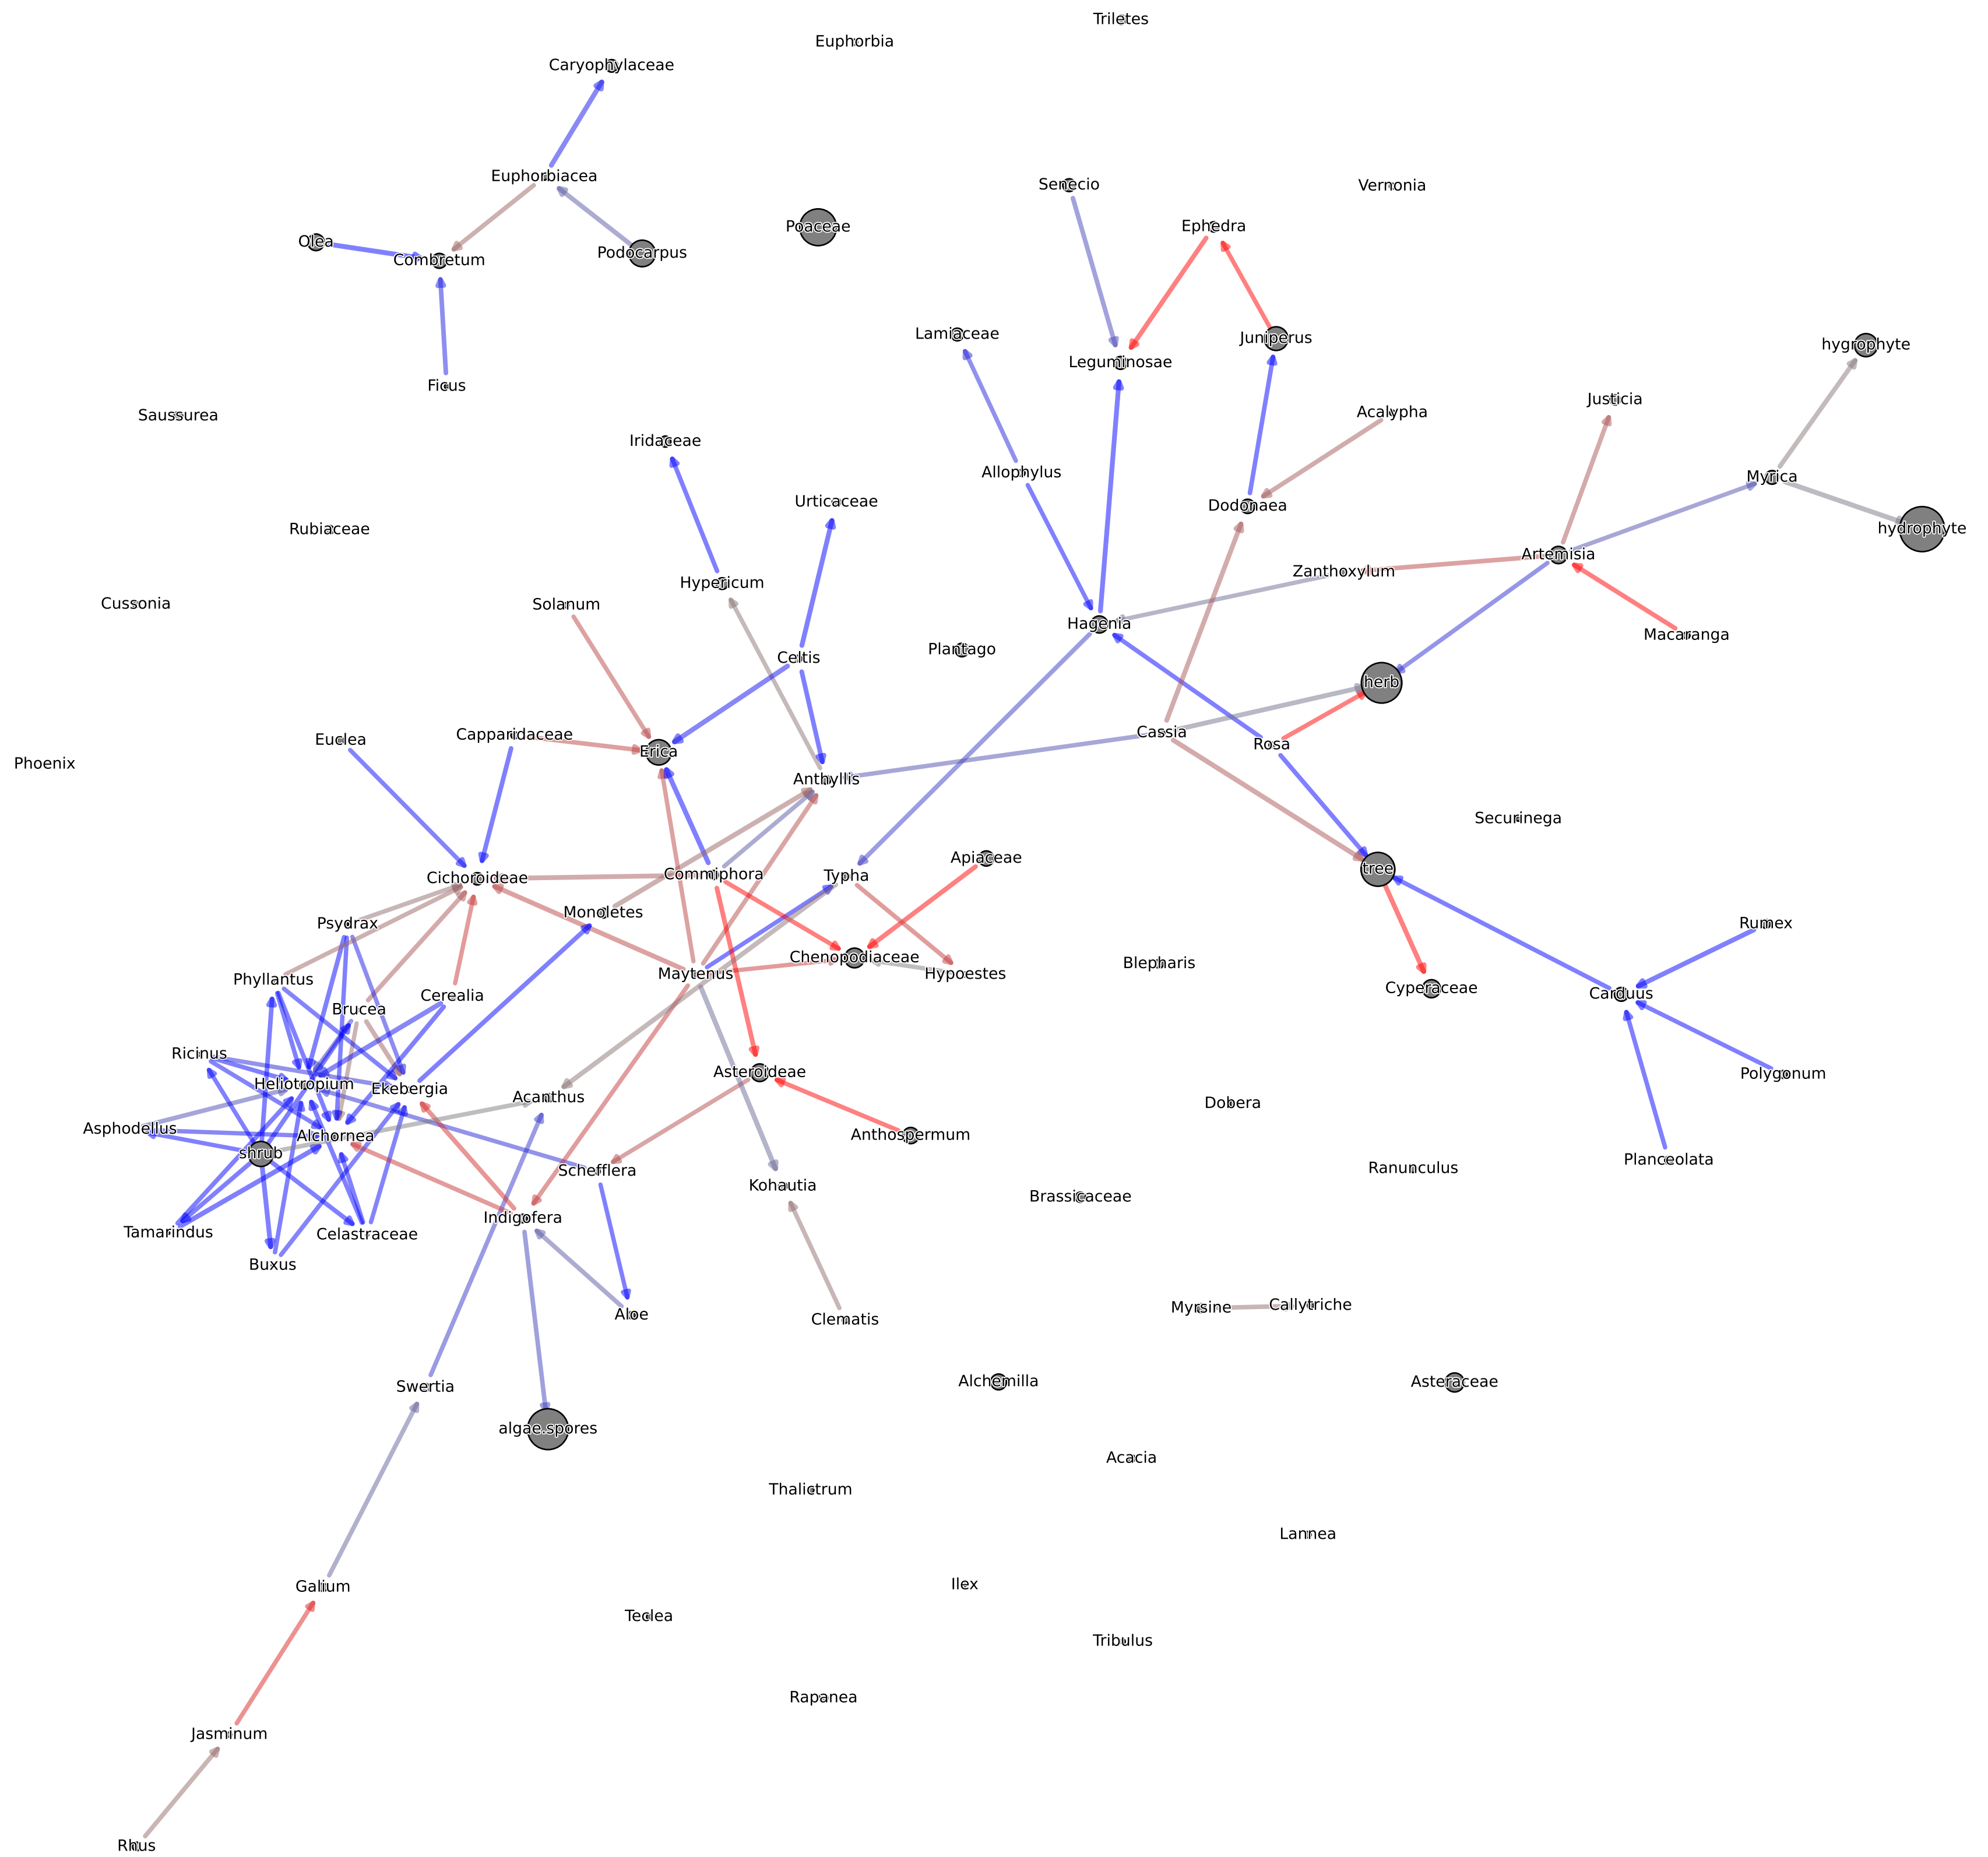 Triletes
Euphorbia
Caryophylaceae
Euphorbiacea
Senecio
Vernonia
Poaceae
Ephedra
Olea
Podocarpus
Combretum
Lamiaceae
Juniperus
hygrophyte
Leguminosae
Ficus
Justicia
Acalypha
Saussurea
Iridaceae
Allophylus
Myrica
Urticaceae
Dodonaea
Rubiaceae
hydrophyte
Artemisia
Zanthoxylum
Hypericum
Cussonia
Solanum
Hagenia
Macaranga
Plantago
Celtis
herb
Cassia
Capparidaceae
Euclea
Rosa
Erica
Phoenix
Anthyllis
Securinega
Apiaceae
tree
Commiphora
Typha
Cichoroideae
Monoletes
Psydrax
Rumex
Chenopodiaceae
Blepharis
Maytenus
Hypoestes
Phyllantus
Cyperaceae
Carduus
Cerealia
Brucea
Ricinus
Asteroideae
Polygonum
Heliotropium
Ekebergia
Acanthus
Dobera
Asphodellus
Alchornea
Anthospermum
shrub
Planceolata
Ranunculus
Schefflera
Kohautia
Brassicaceae
Indigofera
Tamarindus
Celastraceae
Buxus
Callytriche
Myrsine
Aloe
Clematis
Alchemilla
Asteraceae
Swertia
algae.spores
Acacia
Thalictrum
Lannea
Ilex
Galium
Teclea
Tribulus
Rapanea
Jasminum
Rhus